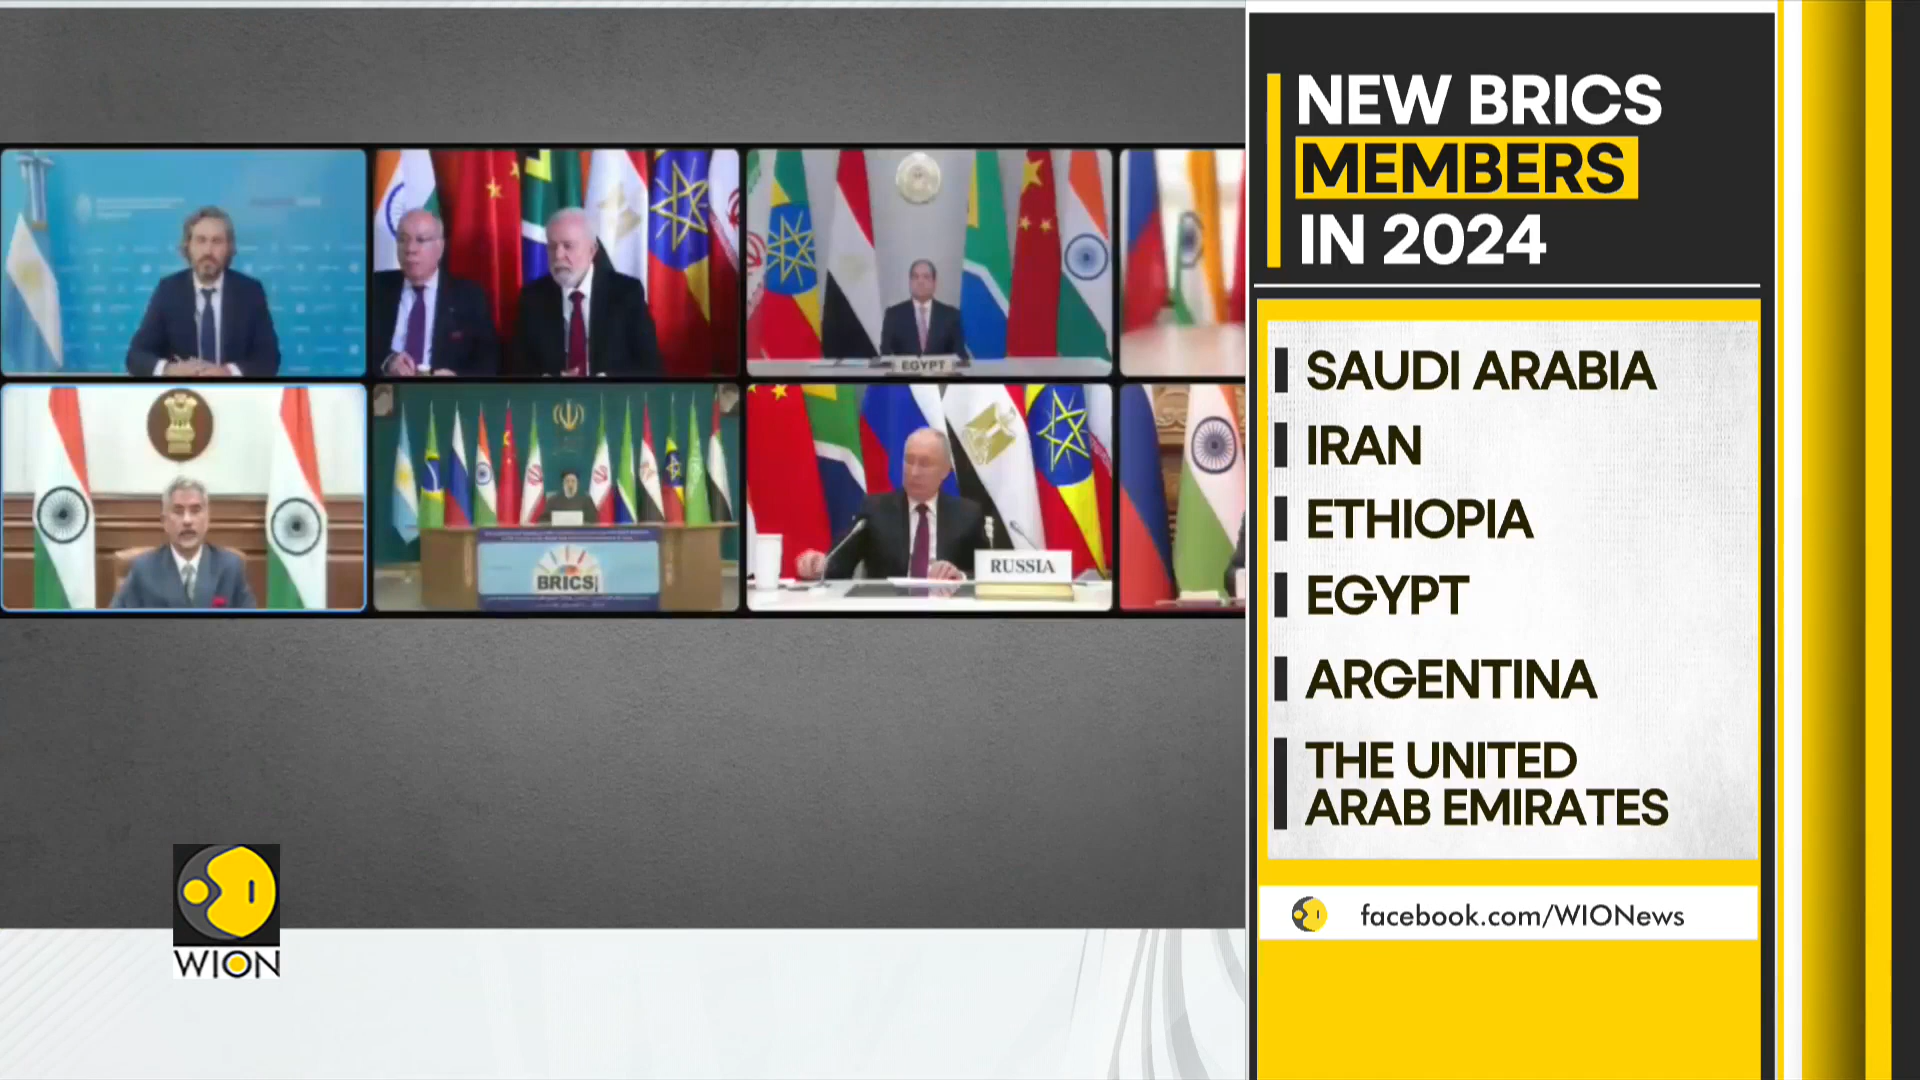 NEW BRICS
MEMBERS
IN 2024
SAUDI ARABIA
IRAN
ETHIOPIA
EGYPT
ARGENTINA
THE UNITED
ARAB EMIRATES
facebook.com/WIONews
EGYPT
BRICS
RUSSIA
WION